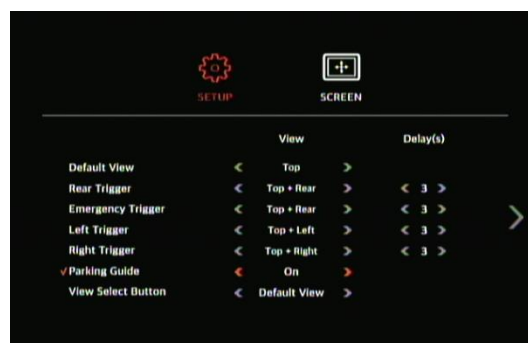 SETUP SCREEN
View Delay(s)
Default View < Top >
Rear Trigger < Top + Rear > < 3 >
Emergency Trigger < Top + Rear > < 3 >
Left Trigger < Top + Left > < 3 >
Right Trigger < Top + Right > < 3 >
✓Parking Guide < On >
View Select Button < Default View >